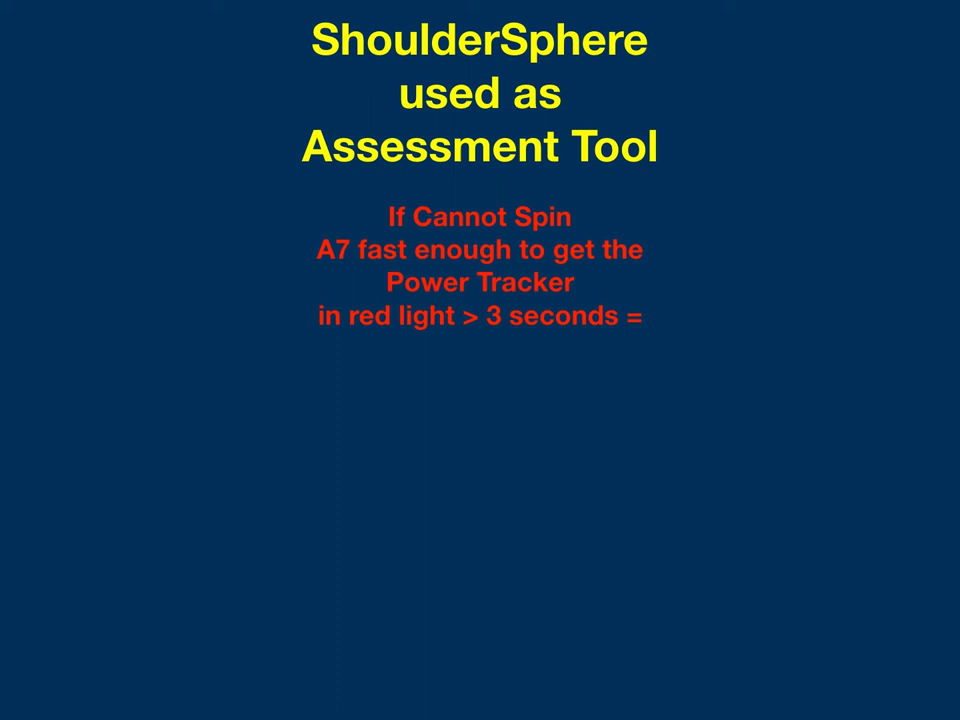 ShoulderSphere
used as
Assessment Tool
If Cannot Spin
A7 fast enough to get the
Power Tracker
in red light > 3 seconds =